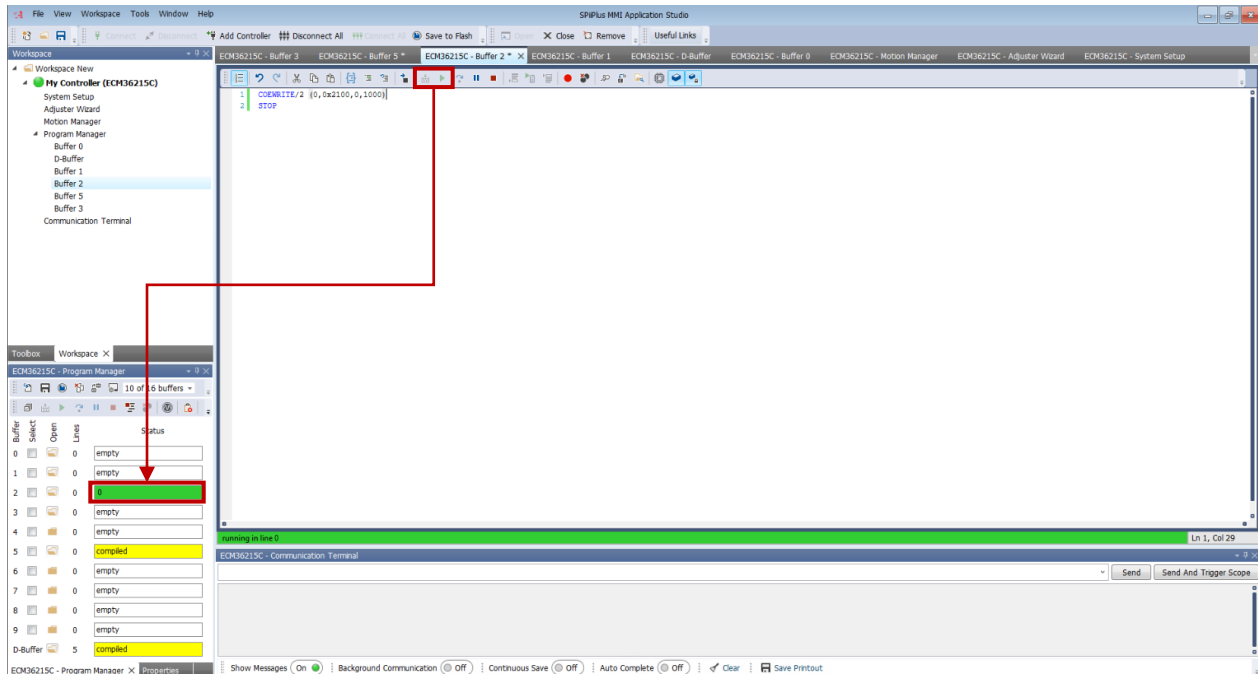 File View Workspace Tools Window Help
SPiiPlus MMI Application Studio
Connect Disconnect Add Controller Disconnect All Connect All Save to Flash Open Close Remove Useful Links
Workspace
Workspace New
My Controller (ECM36215C)
System Setup
Adjuster Wizard
Motion Manager
Program Manager
Buffer 0
D-Buffer
Buffer 1
Buffer 2
Buffer 5
Buffer 3
Communication Terminal
Toolbox Workspace
ECM36215C - Buffer 3 ECM36215C - Buffer 5 * ECM36215C - Buffer 2 * ECM36215C - Buffer 1 ECM36215C - D-Buffer ECM36215C - Buffer 0 ECM36215C - Motion Manager ECM36215C - Adjuster Wizard ECM36215C - System Setup
1 COEWRITE/2 (0,0x2100,0,1000)
2 STOP
running in line 0
Ln 1, Col 29
ECM36215C - Program Manager
10 of 16 buffers
Buffer Select Open Lines Status
0 0 empty
1 0 empty
2 0 0
3 0 empty
4 0 empty
5 0 compiled
6 0 empty
7 0 empty
8 0 empty
9 0 empty
D-Buffer 5 compiled
ECM36215C - Program Manager Properties
ECM36215C - Communication Terminal
Send Send And Trigger Scope
Show Messages On Background Communication Off Continuous Save Off Auto Complete Off Clear Save Printout